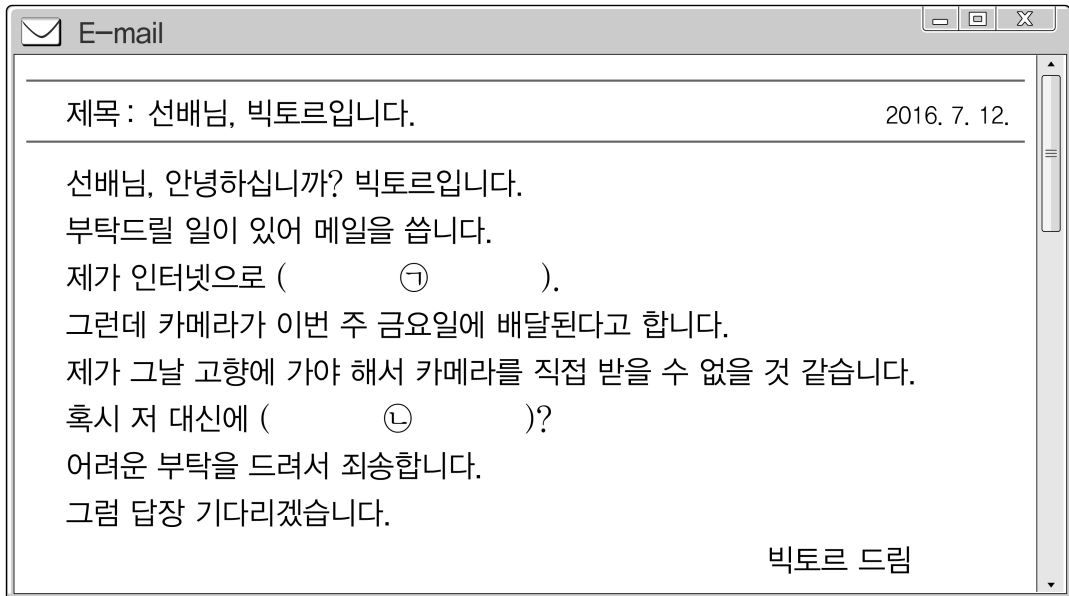 E-mail
제목 : 선배님, 빅토르입니다. 2016. 7. 12.
선배님, 안녕하십니까? 빅토르입니다.
부탁드릴 일이 있어 메일을 씁니다.
제가 인터넷으로 ( ㉠ ).
그런데 카메라가 이번 주 금요일에 배달된다고 합니다.
제가 그날 고향에 가야 해서 카메라를 직접 받을 수 없을 것 같습니다.
혹시 저 대신에 ( ㉡ )?
어려운 부탁을 드려서 죄송합니다.
그럼 답장 기다리겠습니다.
빅토르 드림